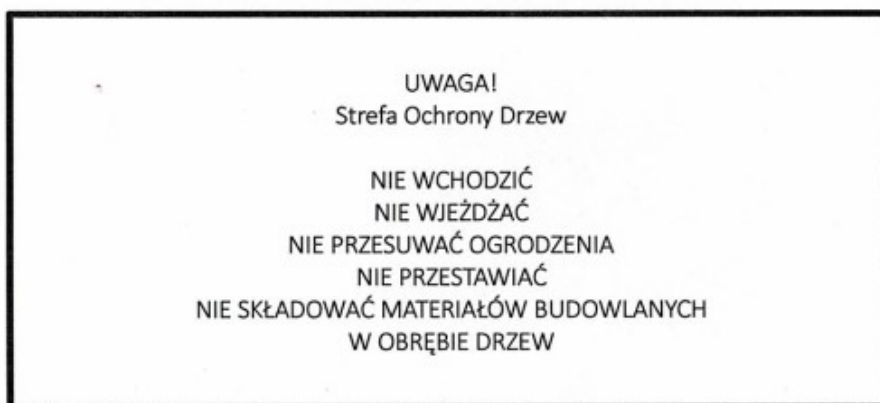 UWAGA!
Strefa Ochrony Drzew
NIE WCHODZIĆ
NIE WJEŻDŻAĆ
NIE PRZESUWAĆ OGRODZENIA
NIE PRZESTAWIAĆ
NIE SKŁADOWAĆ MATERIAŁÓW BUDOWLANYCH
W OBRĘBIE DRZEW